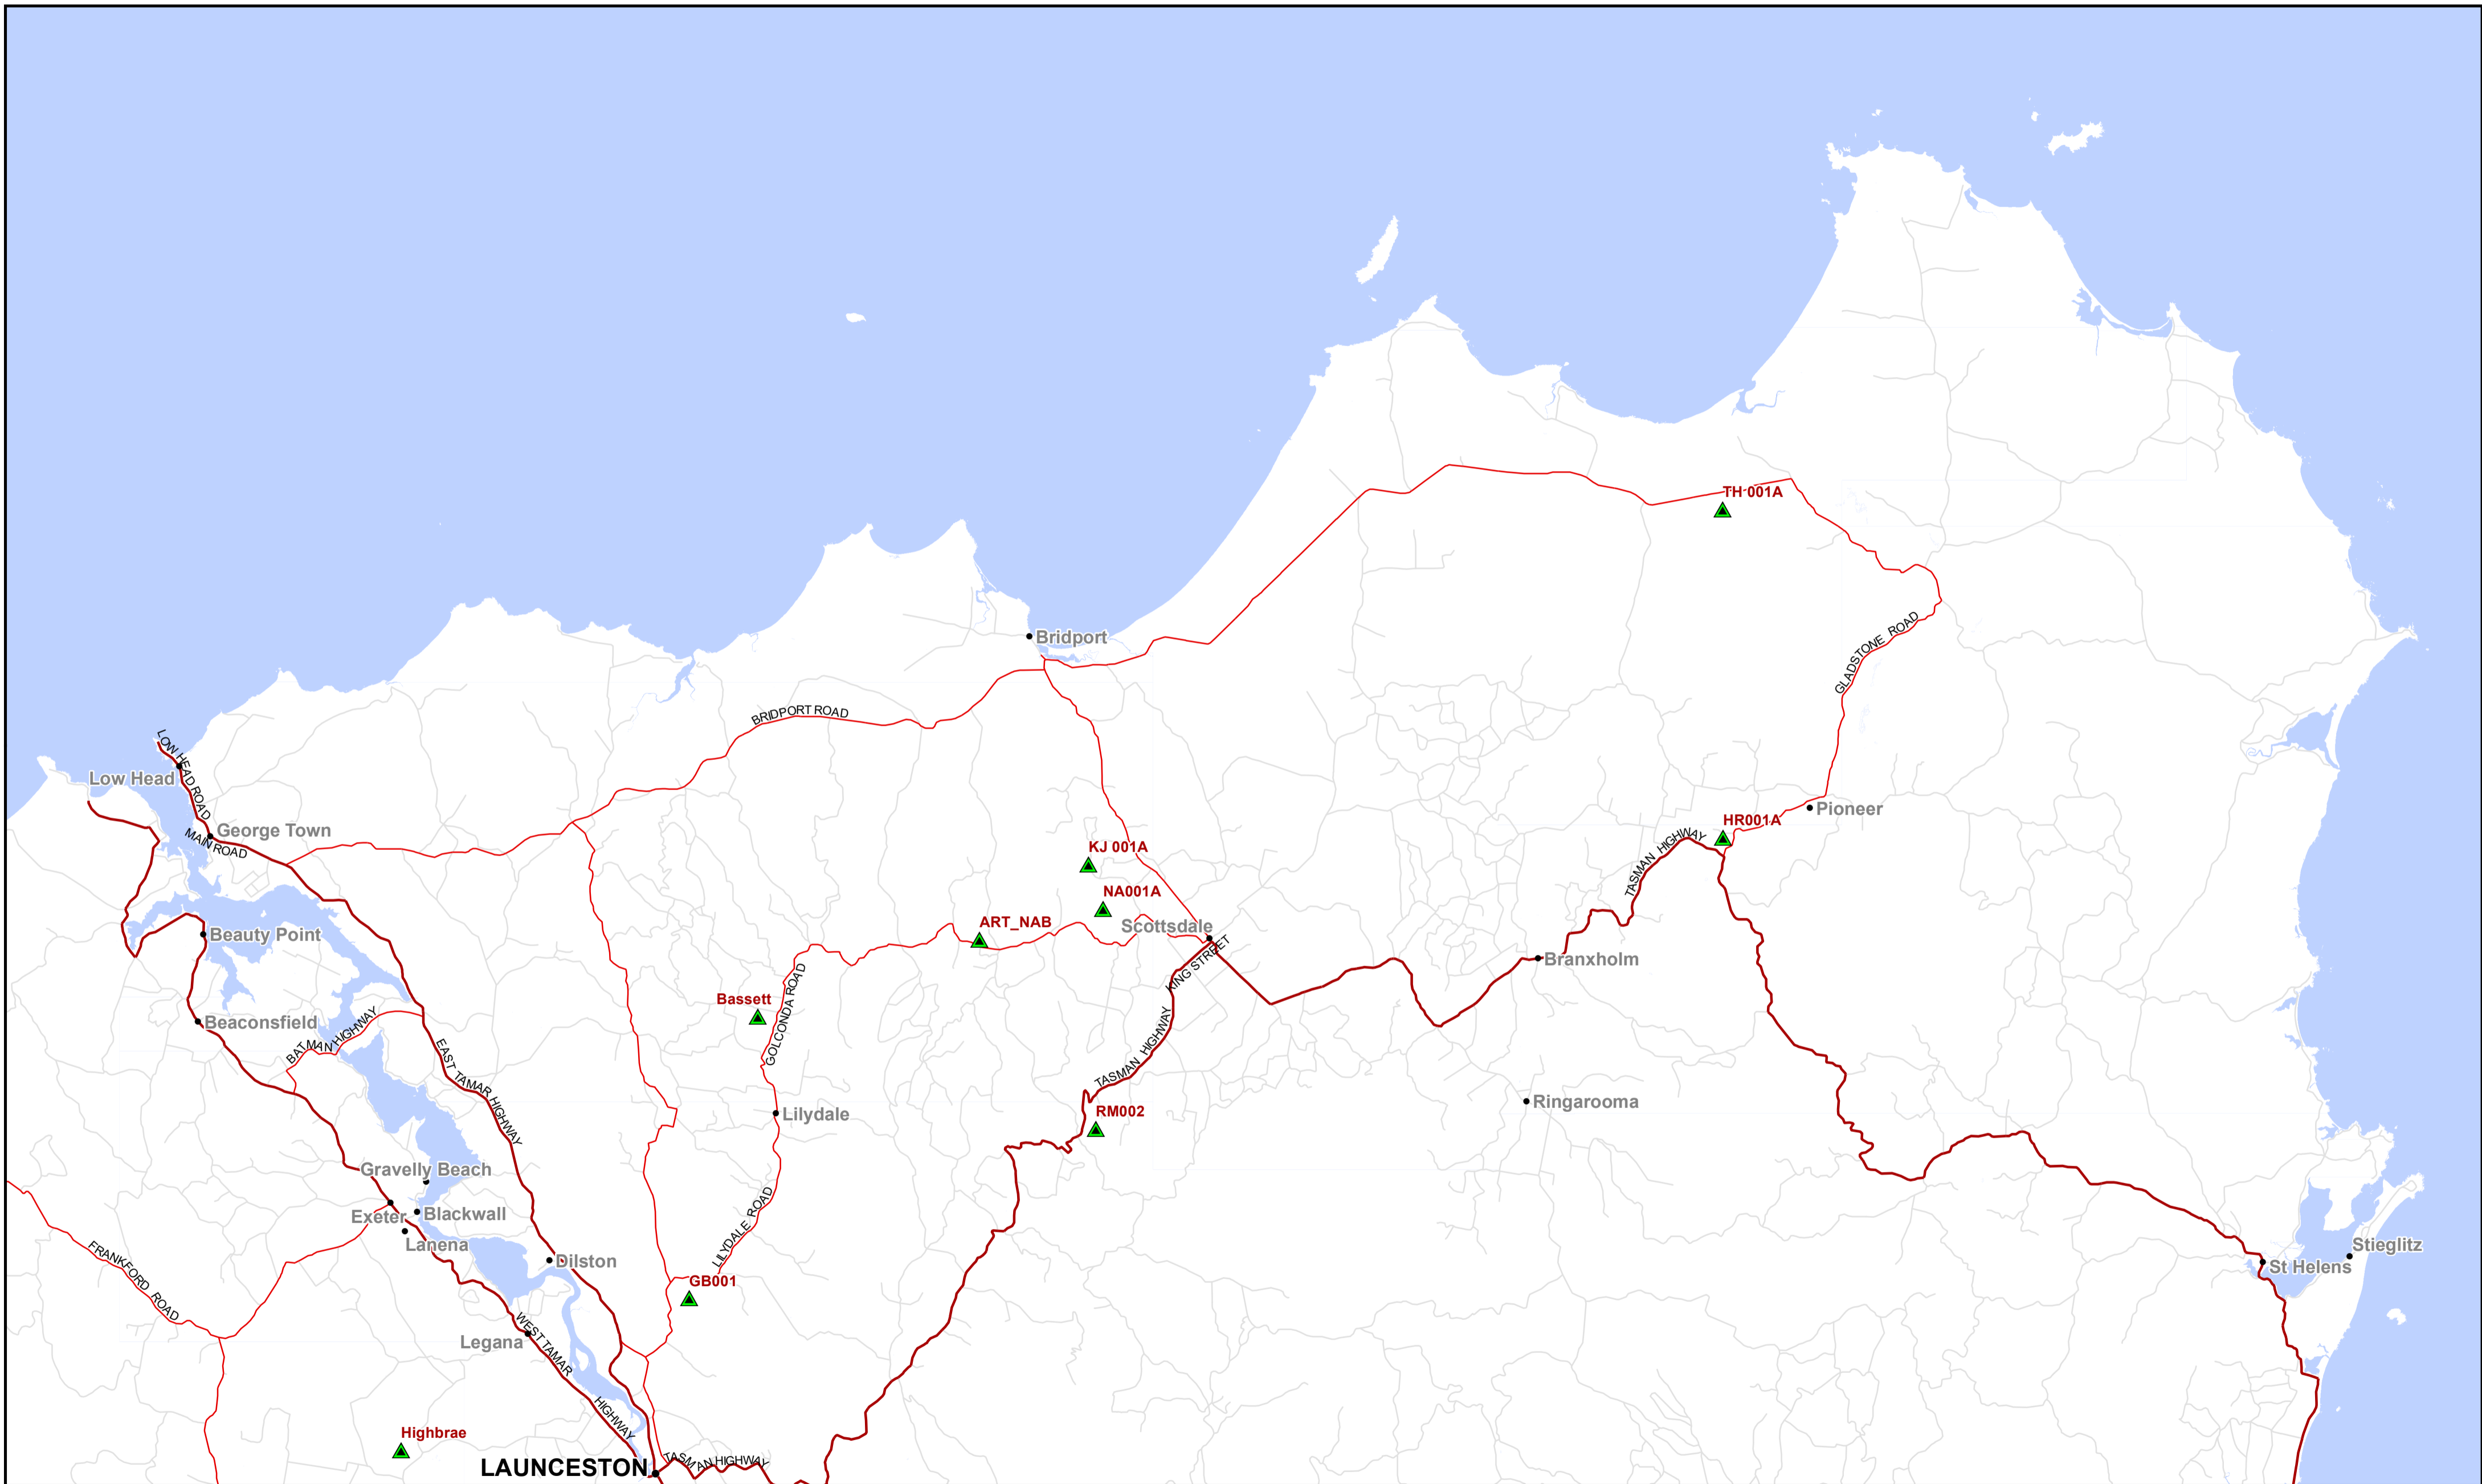 TH 001A
GLADSTONE ROAD
Bridport
BRIDPORT ROAD
LOW HEAD ROAD
Low Head
George Town
MAIN ROAD
Pioneer
HR001A
TASMAN HIGHWAY
KJ 001A
NA001A
ART_NAB
Scottsdale
KING STREET
Beauty Point
Branxholm
Bassett
GOLCONDA ROAD
Beaconsfield
BATMAN HIGHWAY
EAST TAMAR HIGHWAY
TASMAN HIGHWAY
Lilydale
RM002
Ringarooma
Gravelly Beach
Exeter
Blackwall
Lanena
LILYDALE ROAD
FRANKFORD ROAD
Dilston
GB001
Stieglitz
St Helens
Legana
WEST TAMAR HIGHWAY
Highbrae
LAUNCESTON
TASMAN HIGHWAY